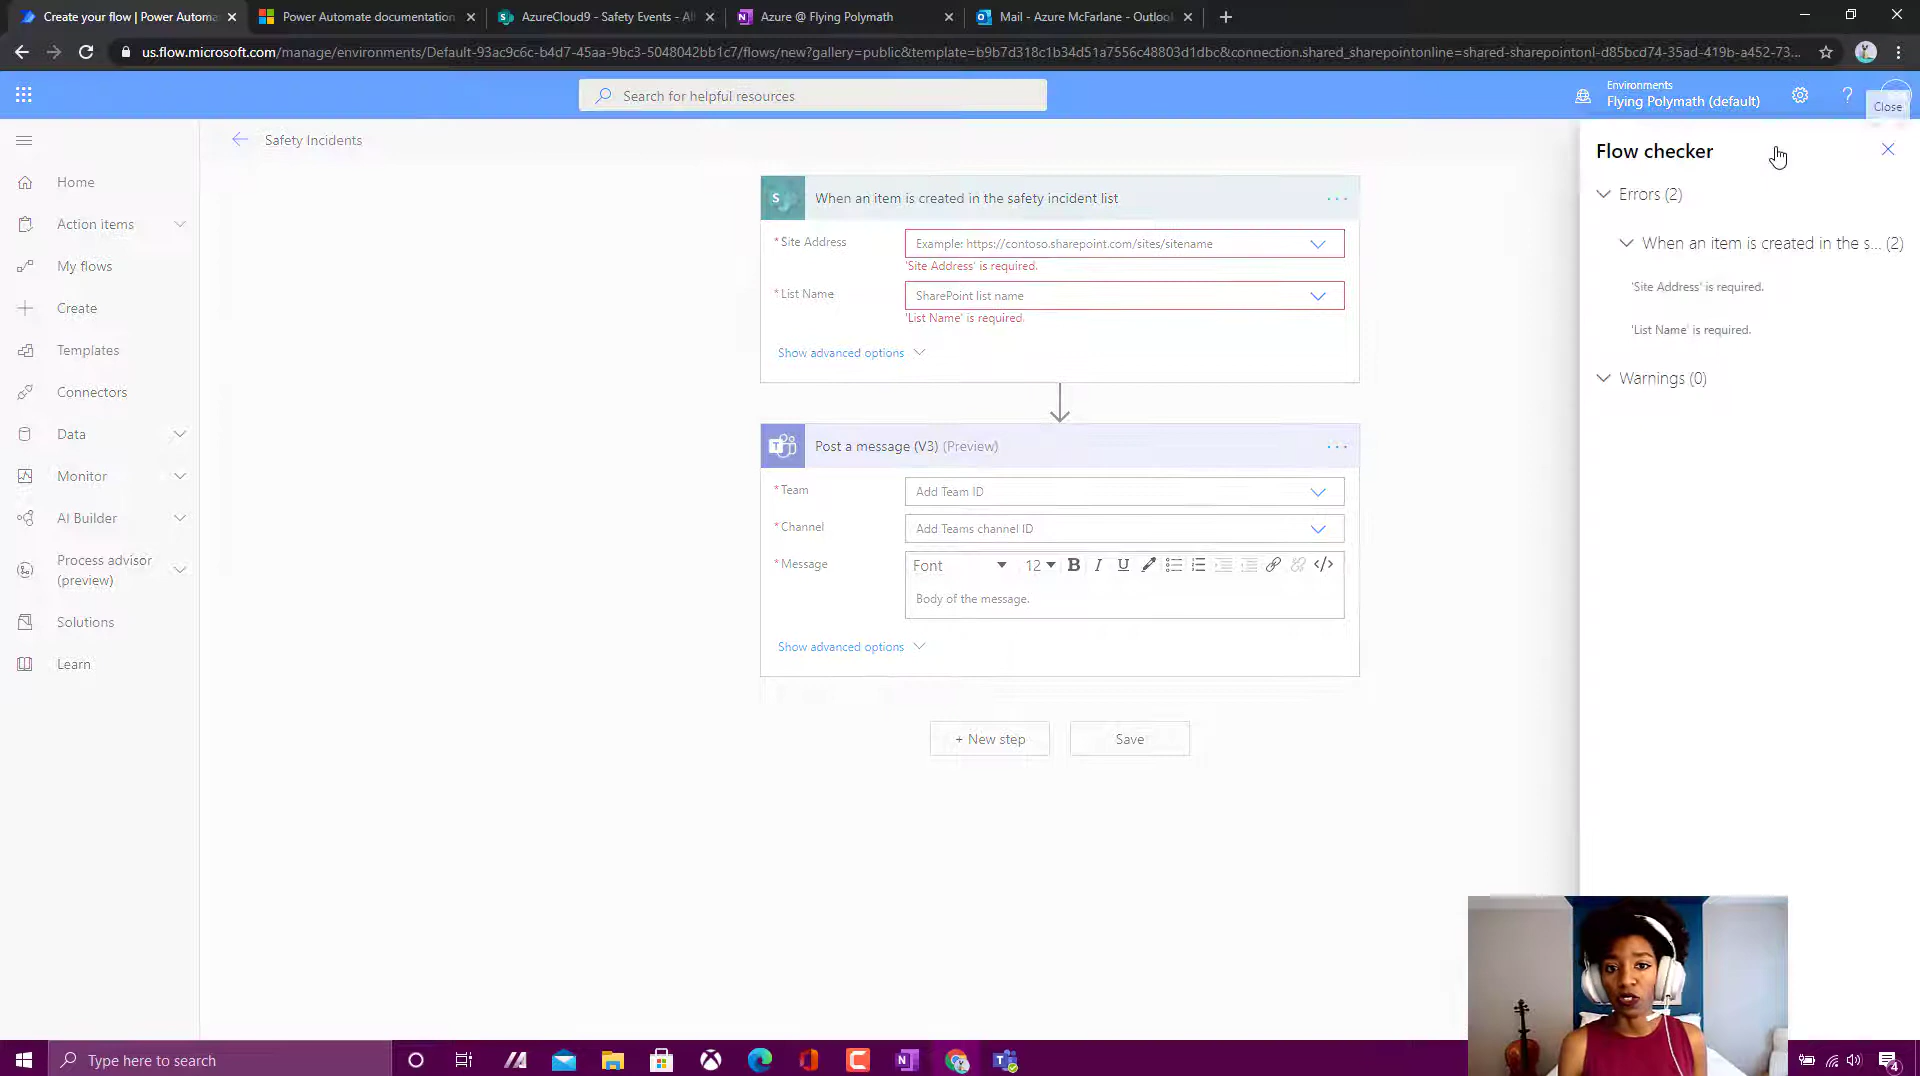 Create your flow | Power Automa
Power Automate documentation
AzureCloud9 - Safety Events - Al
Azure @ Flying Polymath
Mail - Azure McFarlane - Outlook
us.flow.microsoft.com/manage/environments/Default-93ac9c6c-b4d7-45aa-9bc3-5048042bb1c7/flows/new?gallery=public&template=b9b7d318c1b34d51a7556c48803d1dbc&connection.shared_sharepointonline=shared-sharepointonl-d85bcd74-35ad-419b-a452-73...
Search for helpful resources
Environments
Flying Polymath (default)
?
Close
Safety Incidents
Home
Action items
My flows
Create
Templates
Connectors
Data
Monitor
AI Builder
Process advisor
(preview)
Solutions
Learn
S
When an item is created in the safety incident list
...
* Site Address
Example: https://contoso.sharepoint.com/sites/sitename
'Site Address' is required.
* List Name
SharePoint list name
'List Name' is required.
Show advanced options
T
Post a message (V3) (Preview)
...
* Team
Add Team ID
* Channel
Add Teams channel ID
* Message
Font
12
B I U
</>
Body of the message.
Show advanced options
+ New step
Save
Flow checker
Errors (2)
When an item is created in the s... (2)
'Site Address' is required.
'List Name' is required.
Warnings (0)
Type here to search
4